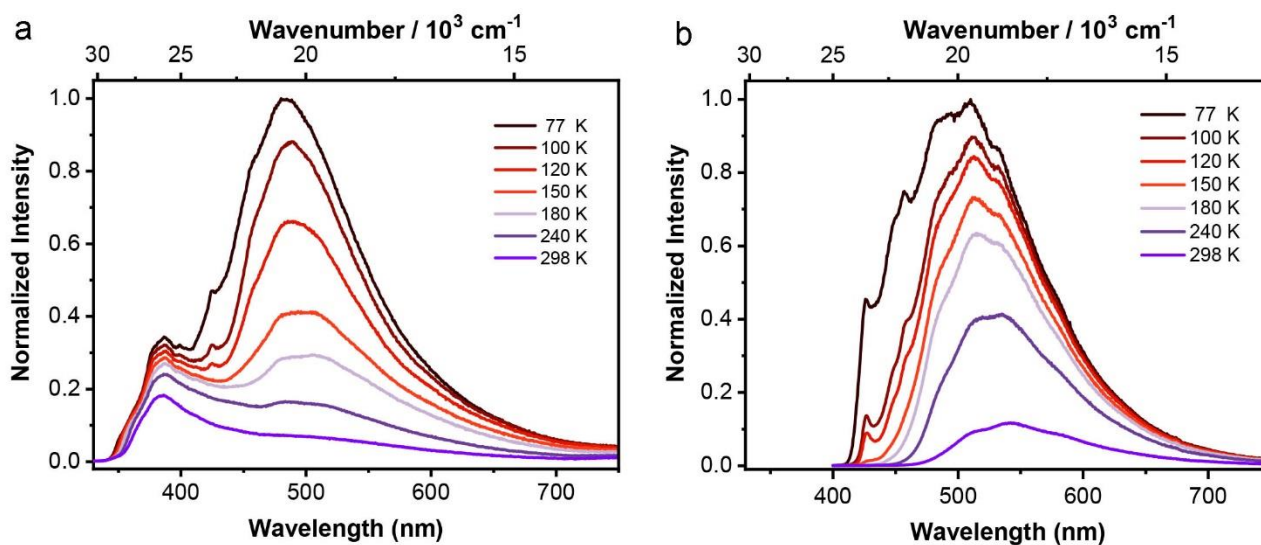 a
Wavenumber / 10³ cm⁻¹
30 25 20 15
Normalized Intensity
1.0
0.8
0.6
0.4
0.2
0.0
77 K
100 K
120 K
150 K
180 K
240 K
298 K
400 500 600 700
Wavelength (nm)
b
Wavenumber / 10³ cm⁻¹
30 25 20 15
Normalized Intensity
1.0
0.8
0.6
0.4
0.2
0.0
77 K
100 K
120 K
150 K
180 K
240 K
298 K
400 500 600 700
Wavelength (nm)